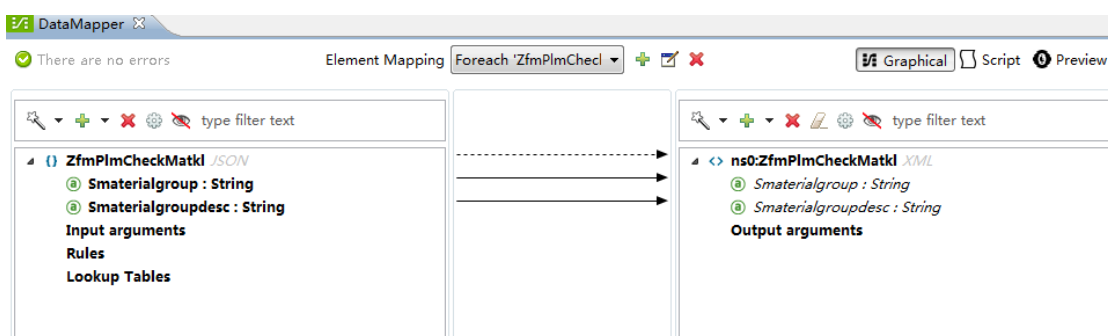 DataMapper
There are no errors
Element Mapping Foreach 'ZfmPlmCheckl
Graphical Script Preview
type filter text
type filter text
{} ZfmPlmCheckMatkl JSON
Smaterialgroup : String
Smaterialgroupdesc : String
Input arguments
Rules
Lookup Tables
<> ns0:ZfmPlmCheckMatkl XML
Smaterialgroup : String
Smaterialgroupdesc : String
Output arguments